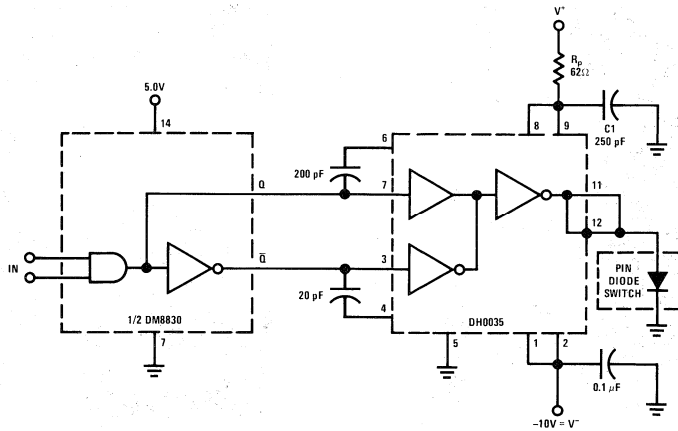 V⁺
Rₚ
62Ω
5.0V
14
6
8
9
C1
250 pF
Q
200 pF
7
11
12
IN
Q̅
3
20 pF
4
PIN
DIODE
SWITCH
1/2 DM8830
DH0035
7
5
1
2
0.1 μF
–10V = V⁻